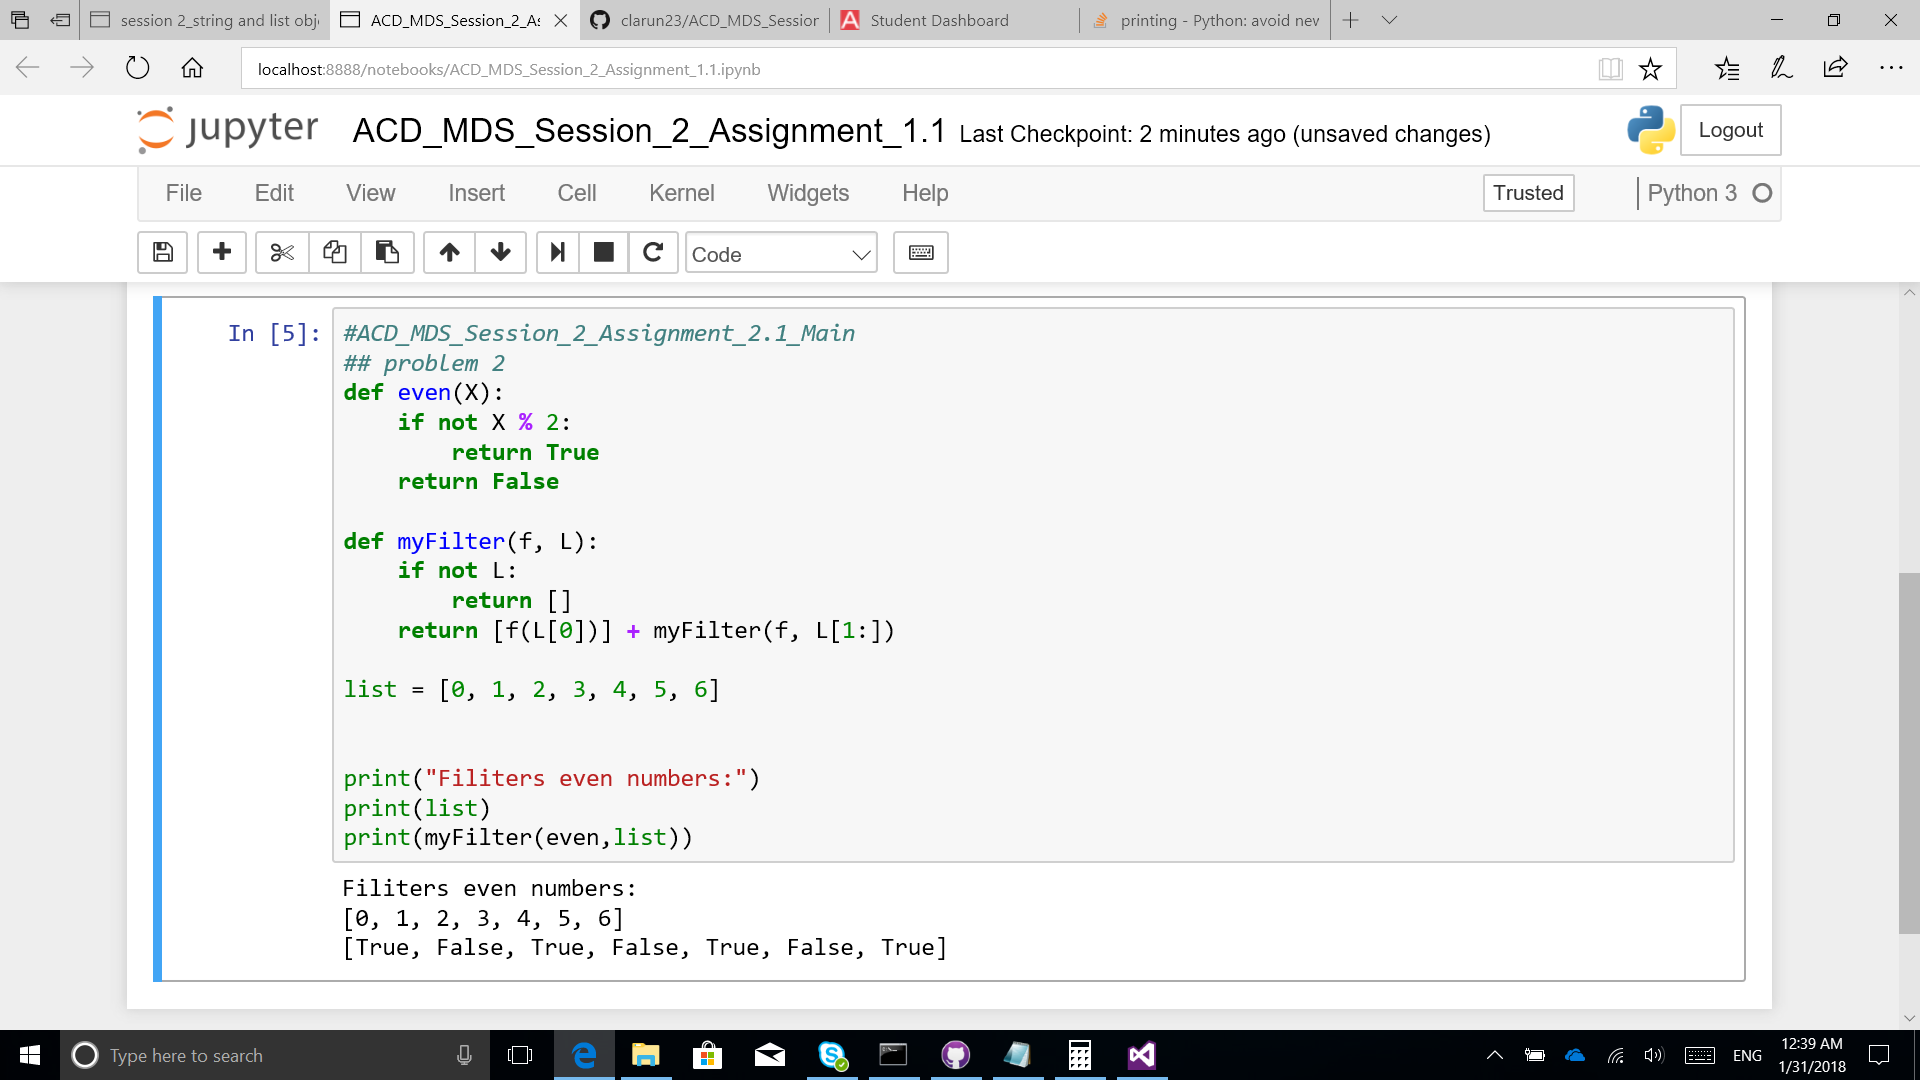 session 2_string and list obj
ACD_MDS_Session_2_As
clarun23/ACD_MDS_Session
A Student Dashboard
printing - Python: avoid new
localhost:8888/notebooks/ACD_MDS_Session_2_Assignment_1.1.ipynb
jupyter ACD_MDS_Session_2_Assignment_1.1 Last Checkpoint: 2 minutes ago (unsaved changes)
Logout
File Edit View Insert Cell Kernel Widgets Help Trusted Python 3
Code
In [5]:
#ACD_MDS_Session_2_Assignment_2.1_Main
## problem 2
def even(X):
    if not X % 2:
        return True
    return False

def myFilter(f, L):
    if not L:
        return []
    return [f(L[0])] + myFilter(f, L[1:])

list = [0, 1, 2, 3, 4, 5, 6]

print("Filiters even numbers:")
print(list)
print(myFilter(even,list))
Filiters even numbers:
[0, 1, 2, 3, 4, 5, 6]
[True, False, True, False, True, False, True]
Type here to search
ENG
12:39 AM
1/31/2018